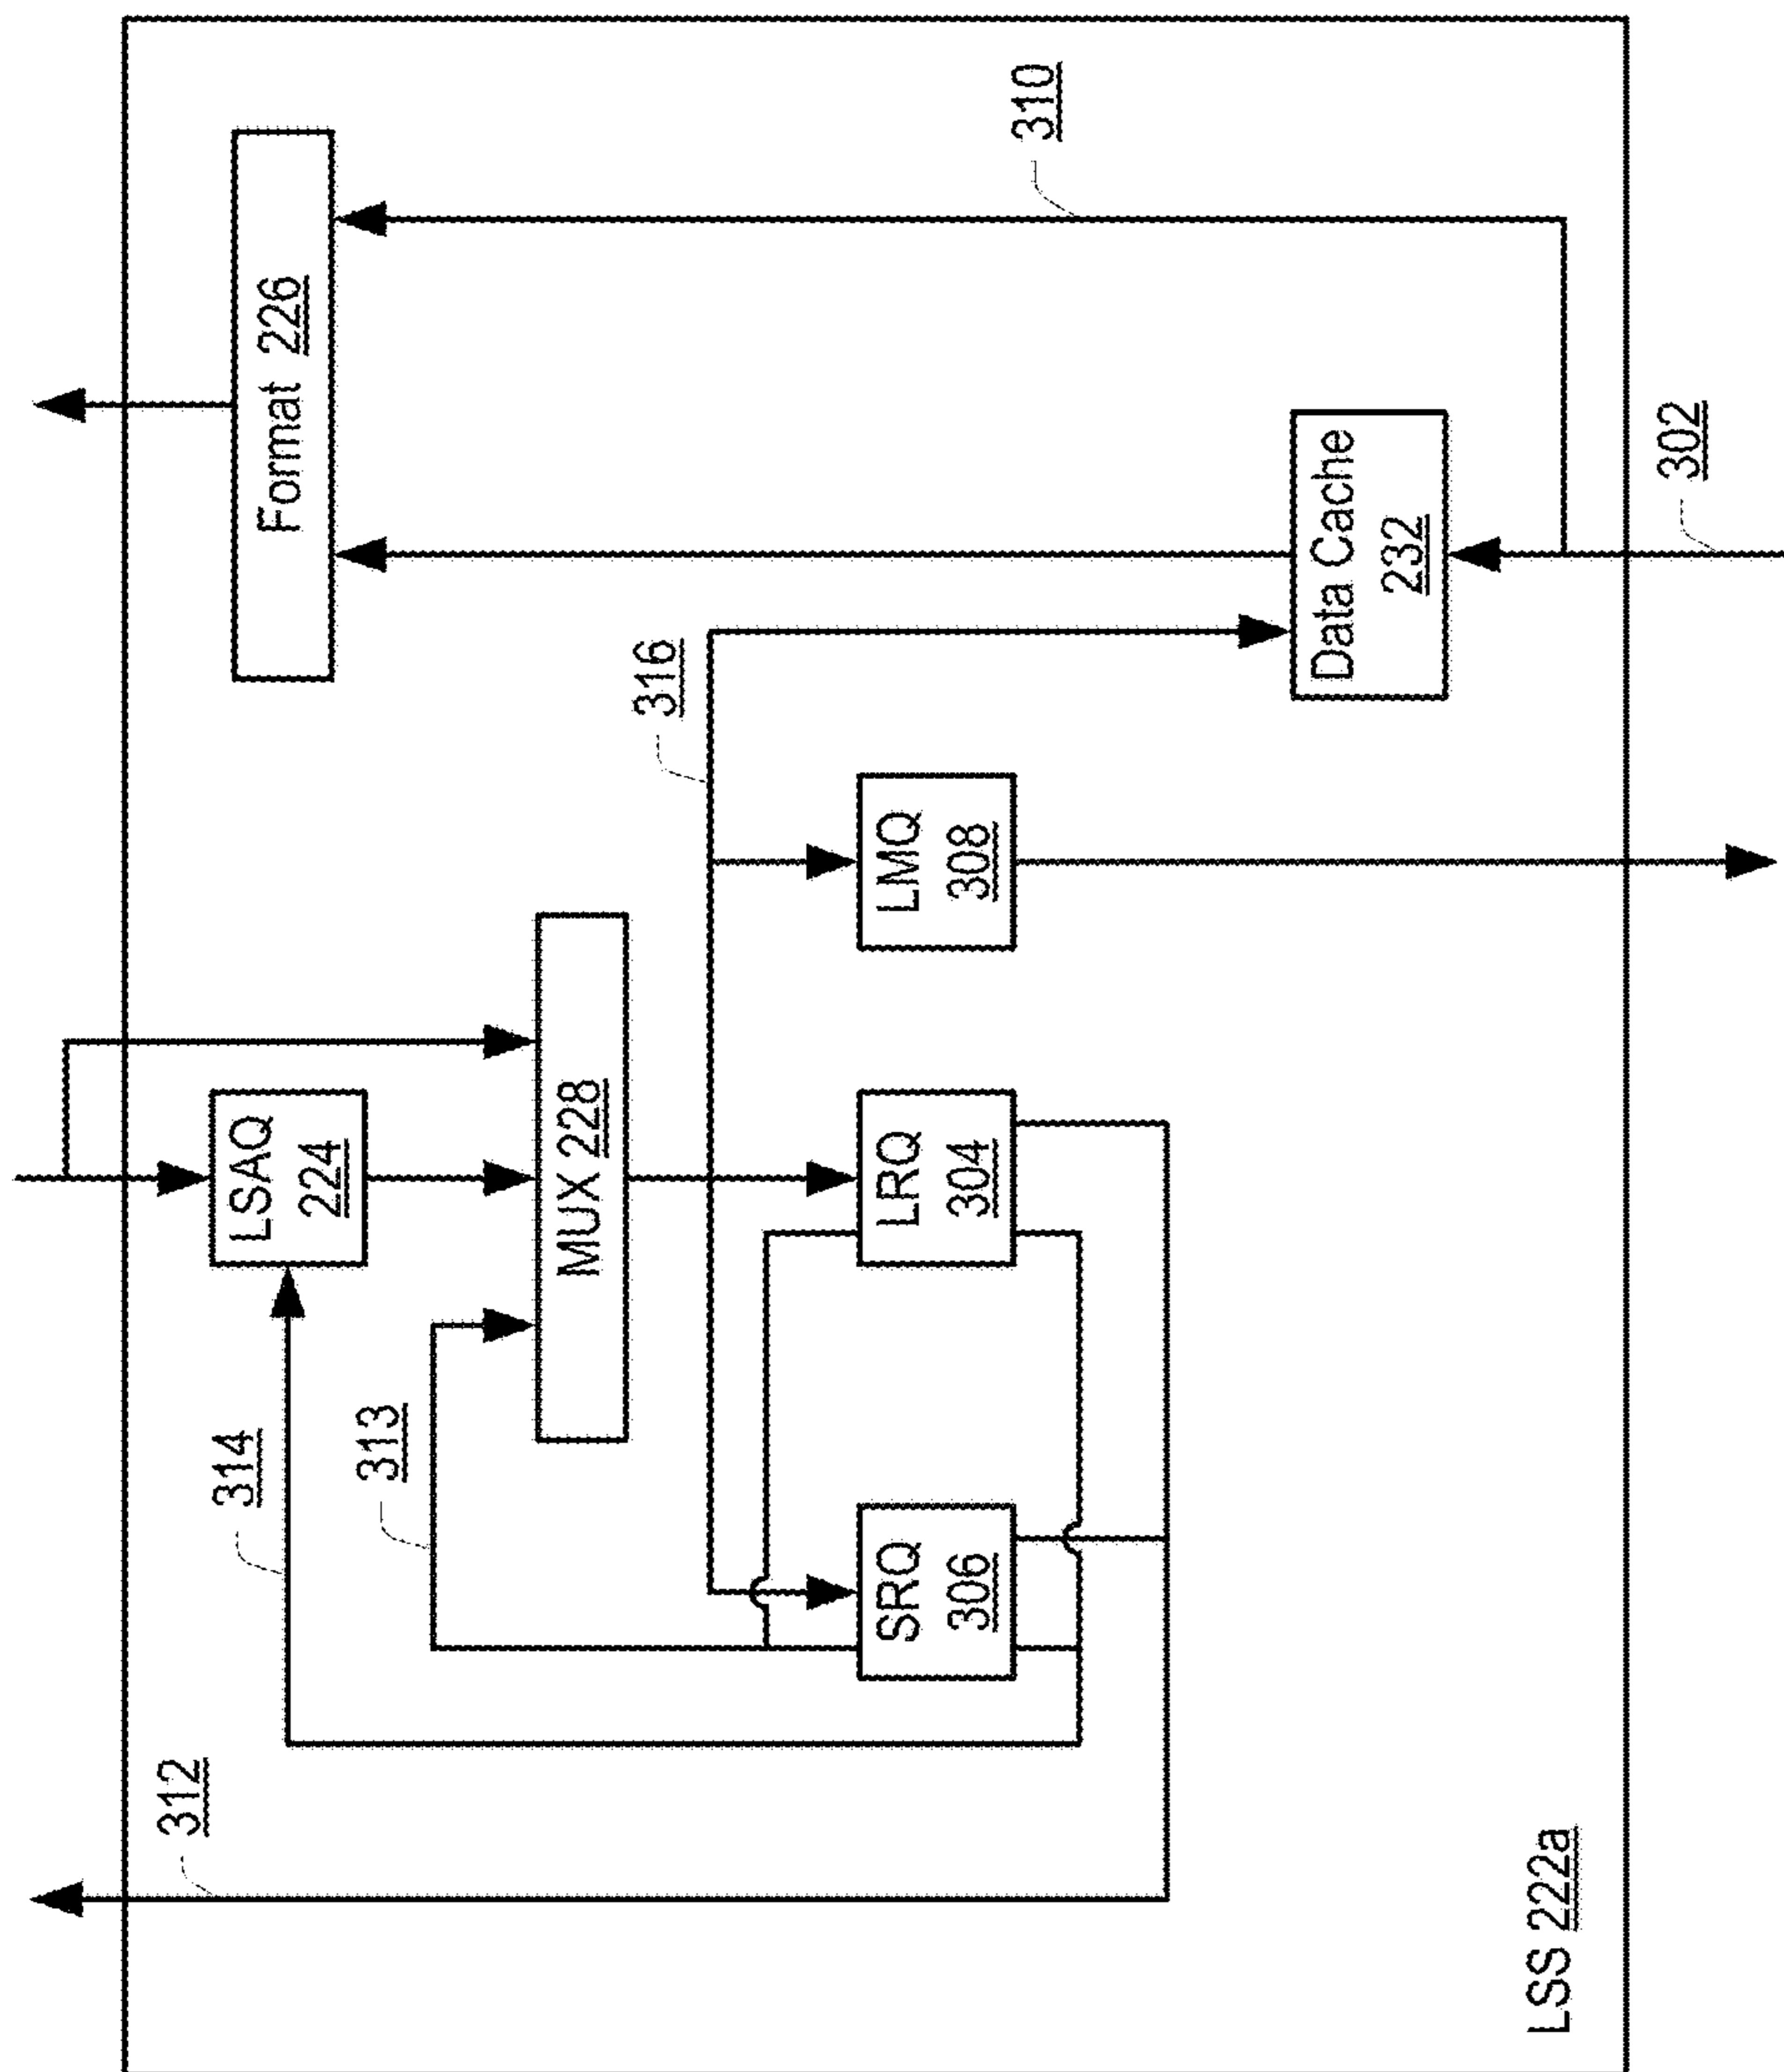 312
314
LSAQ
224
Format 226
313
MUX 228
316
310
SRQ
306
LRQ
304
LMQ
308
Data Cache
232
LSS 222a
302